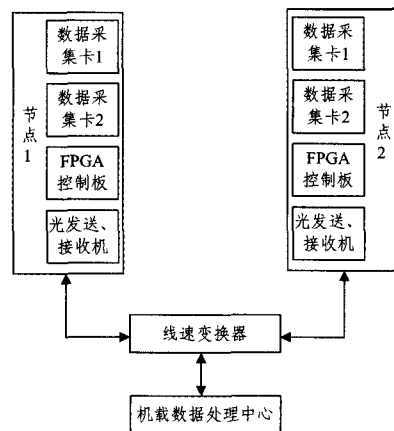 节点1
数据采
集卡1
数据采
集卡2
FPGA
控制板
光发送、
接收机
数据采
集卡1
数据采
集卡2
FPGA
控制板
光发送、
接收机
节点2
线速变换器
机载数据处理中心